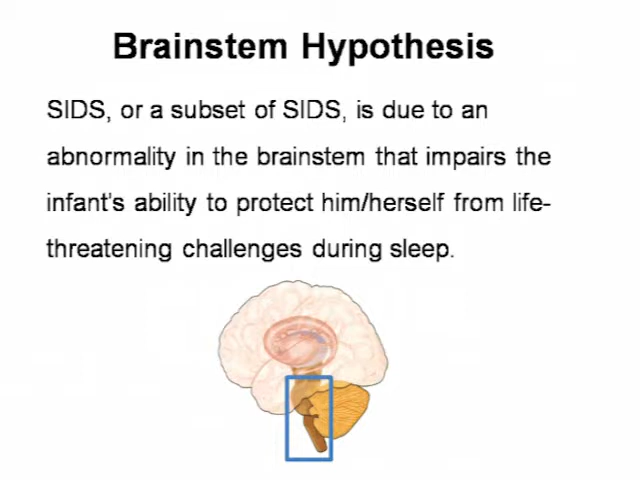 Brainstem Hypothesis
SIDS, or a subset of SIDS, is due to an
abnormality in the brainstem that impairs the
infant's ability to protect him/herself from life-
threatening challenges during sleep.